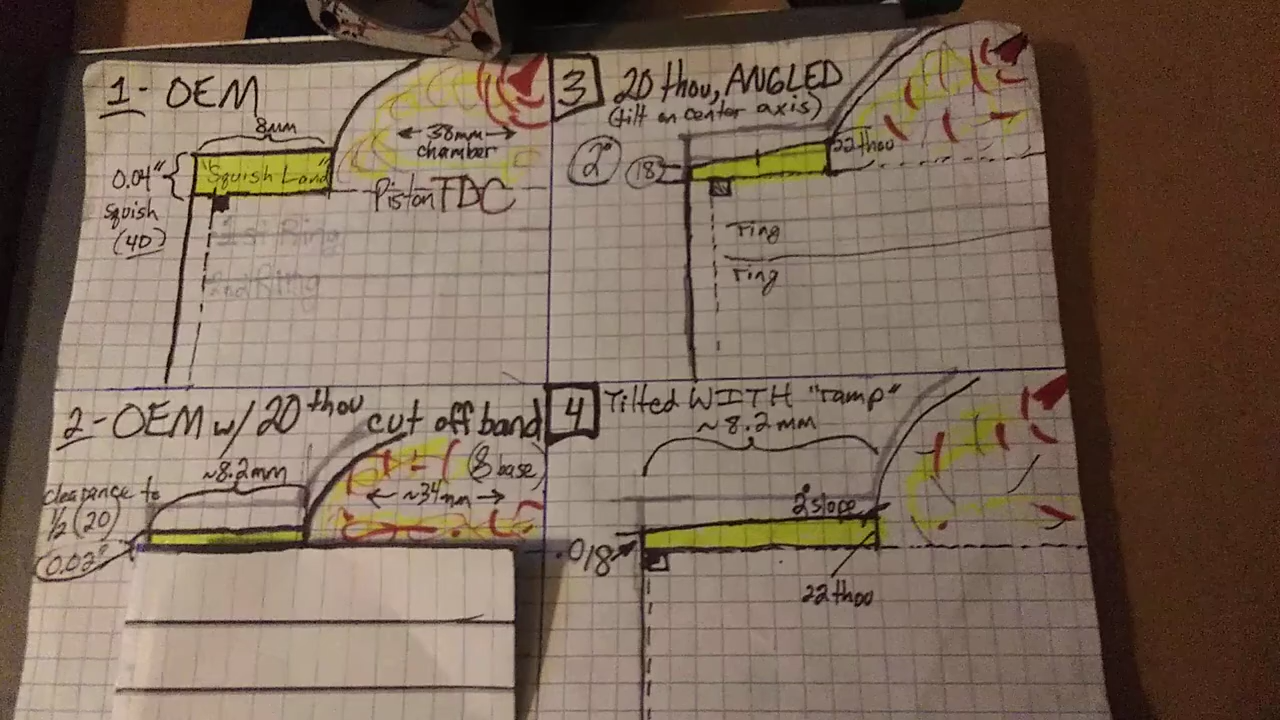 1- OEM
8mm
0.04"
squish
(40)
"Squish Land"
← 38mm →
chamber
Piston TDC
1st Ring
2nd Ring
3 20 thou, ANGLED
(tilt on center axis)
2°
18
22 thou
ring
ring
2- OEM w/ 20 thou cut off band
~8.2mm
(& base)
← ~34mm →
clearance to
1/2 (20)
0.02"
4 Tilted WITH "ramp"
~8.2mm
2° slope
.018
22 thou